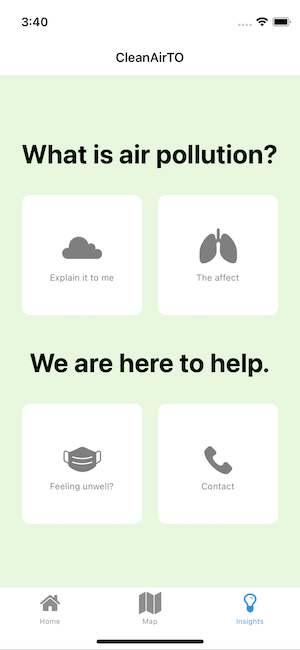 3:40
CleanAirTO
What is air pollution?
Explain it to me
The affect
We are here to help.
Feeling unwell?
Contact
Home
Map
Insights